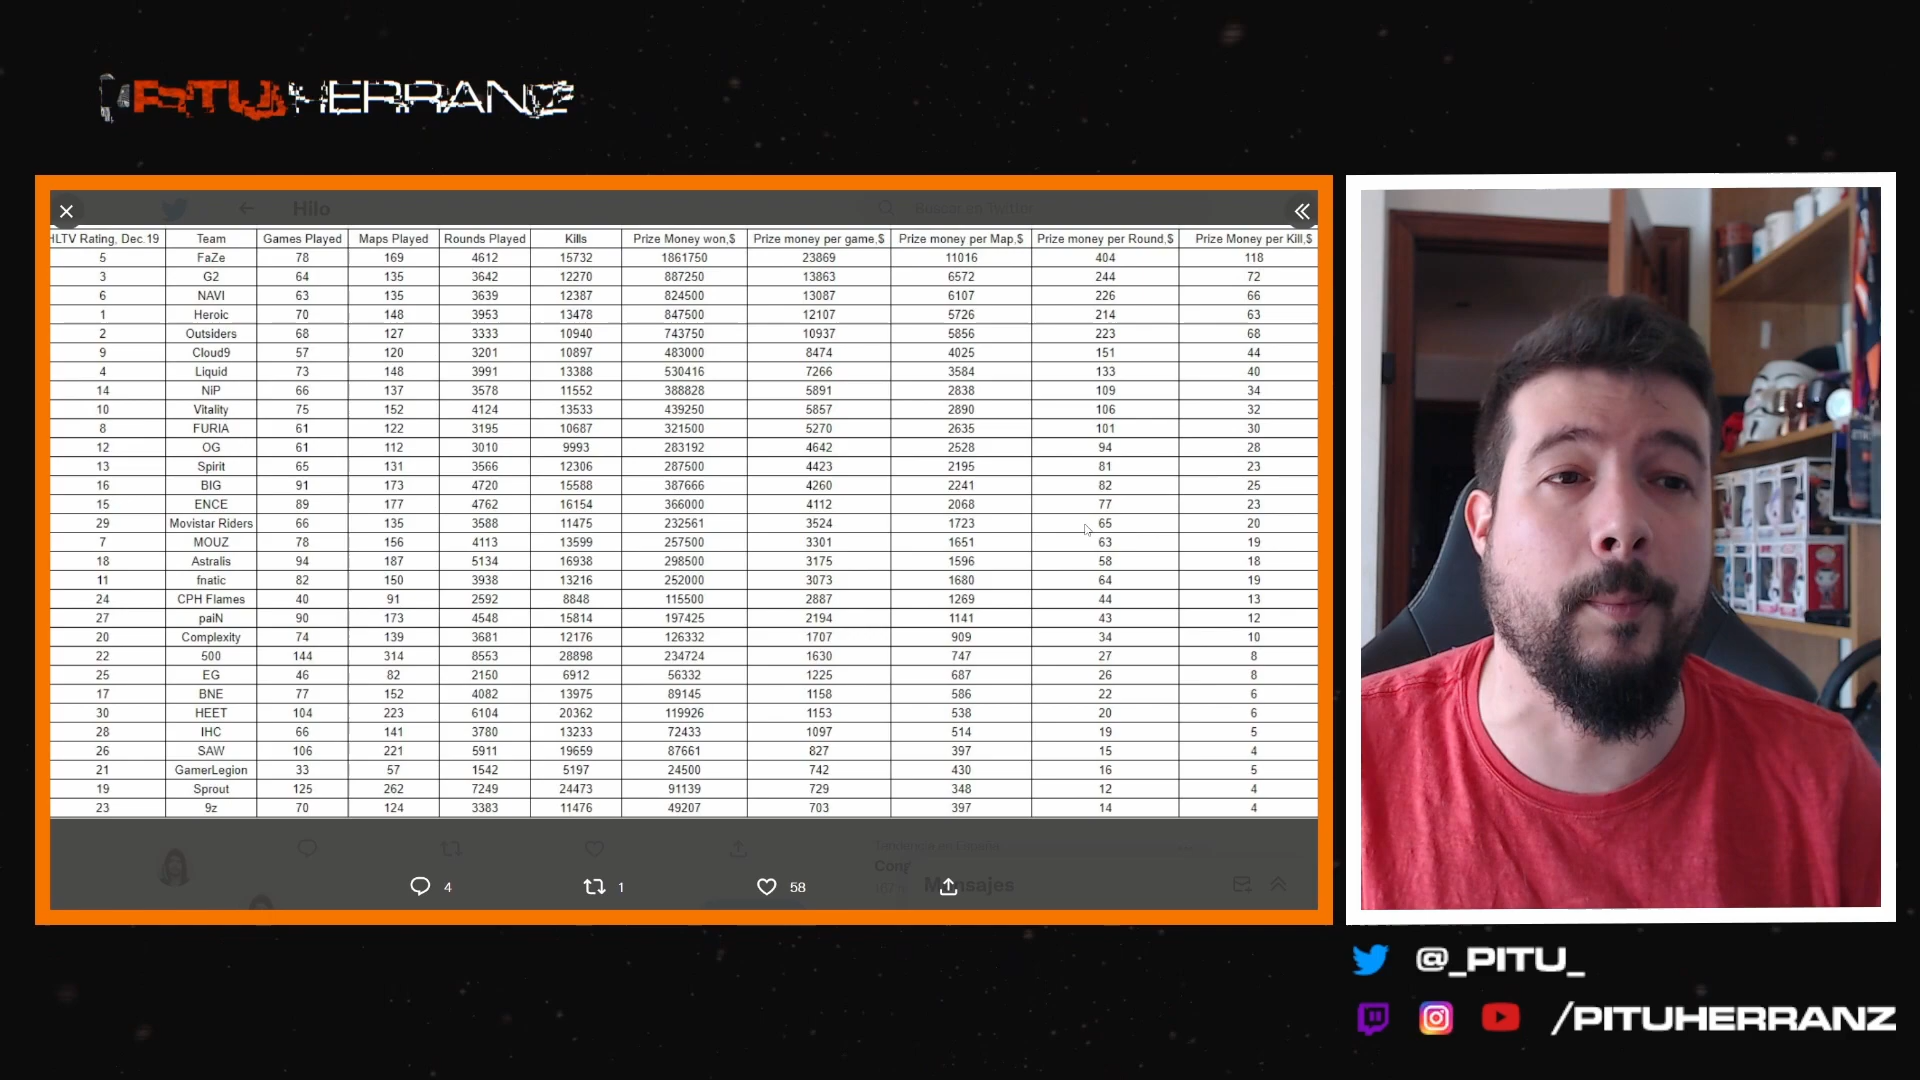 PITUHERRANZ
Hilo
Buscar en Twitter
HLTV Rating, Dec.19 Team Games Played Maps Played Rounds Played Kills Prize Money won,$ Prize money per game,$ Prize money per Map,$ Prize money per Round,$ Prize Money per Kill,$
5 FaZe 78 169 4612 15732 1861750 23869 11016 404 118
3 G2 64 135 3642 12270 887250 13863 6572 244 72
6 NAVI 63 135 3639 12387 824500 13087 6107 226 66
1 Heroic 70 148 3953 13478 847500 12107 5726 214 63
2 Outsiders 68 127 3333 10940 743750 10937 5856 223 68
9 Cloud9 57 120 3201 10897 483000 8474 4025 151 44
4 Liquid 73 148 3991 13388 530416 7266 3584 133 40
14 NiP 66 137 3578 11552 388828 5891 2838 109 34
10 Vitality 75 152 4124 13533 439250 5857 2890 106 32
8 FURIA 61 122 3195 10687 321500 5270 2635 101 30
12 OG 61 112 3010 9993 283192 4642 2528 94 28
13 Spirit 65 131 3566 12306 287500 4423 2195 81 23
16 BIG 91 173 4720 15588 387666 4260 2241 82 25
15 ENCE 89 177 4762 16154 366000 4112 2068 77 23
29 Movistar Riders 66 135 3588 11475 232561 3524 1723 65 20
7 MOUZ 78 156 4113 13599 257500 3301 1651 63 19
18 Astralis 94 187 5134 16938 298500 3175 1596 58 18
11 fnatic 82 150 3938 13216 252000 3073 1680 64 19
24 CPH Flames 40 91 2592 8848 115500 2887 1269 44 13
27 paiN 90 173 4548 15814 197425 2194 1141 43 12
20 Complexity 74 139 3681 12176 126332 1707 909 34 10
22 500 144 314 8553 28898 234724 1630 747 27 8
25 EG 46 82 2150 6912 56332 1225 687 26 8
17 BNE 77 152 4082 13975 89145 1158 586 22 6
30 HEET 104 223 6104 20362 119926 1153 538 20 6
28 IHC 66 141 3780 13233 72433 1097 514 19 5
26 SAW 106 221 5911 19659 87661 827 397 15 4
21 GamerLegion 33 57 1542 5197 24500 742 430 16 5
19 Sprout 125 262 7249 24473 91139 729 348 12 4
23 9z 70 124 3383 11476 49207 703 397 14 4
Tendencia en España
Cong
Mensajes
4 1 58
@_PITU_
/PITUHERRANZ